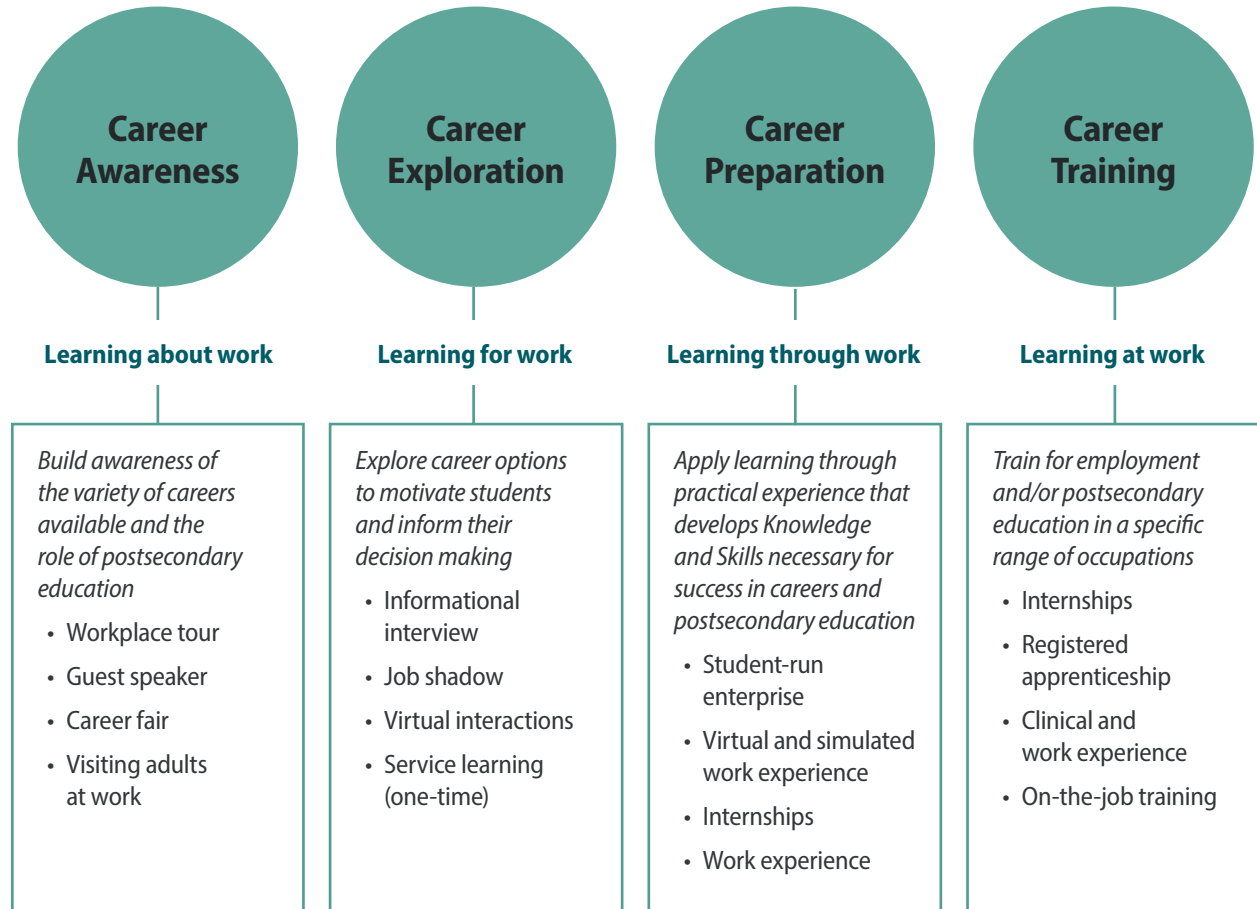 Career
Awareness
Learning about work
Build awareness of
the variety of careers
available and the
role of postsecondary
education
• Workplace tour
• Guest speaker
• Career fair
• Visiting adults
at work
Career
Exploration
Learning for work
Explore career options
to motivate students
and inform their
decision making
• Informational
interview
• Job shadow
• Virtual interactions
• Service learning
(one-time)
Career
Preparation
Learning through work
Apply learning through
practical experience that
develops Knowledge
and Skills necessary for
success in careers and
postsecondary education
• Student-run
enterprise
• Virtual and simulated
work experience
• Internships
• Work experience
Career
Training
Learning at work
Train for employment
and/or postsecondary
education in a specific
range of occupations
• Internships
• Registered
apprenticeship
• Clinical and
work experience
• On-the-job training